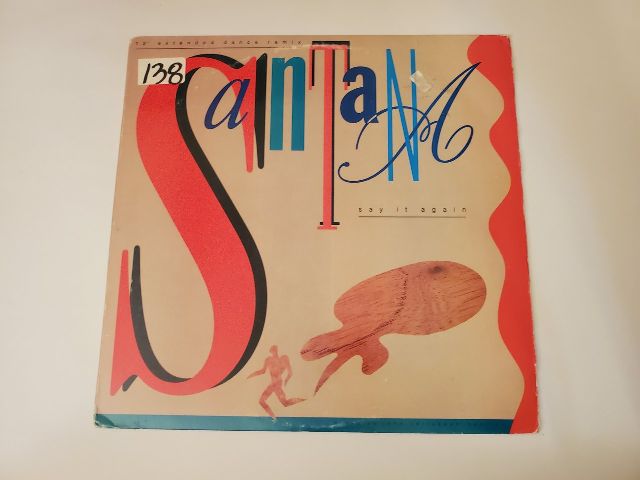 12" extended dance remix
138
SanTaNA
say it again